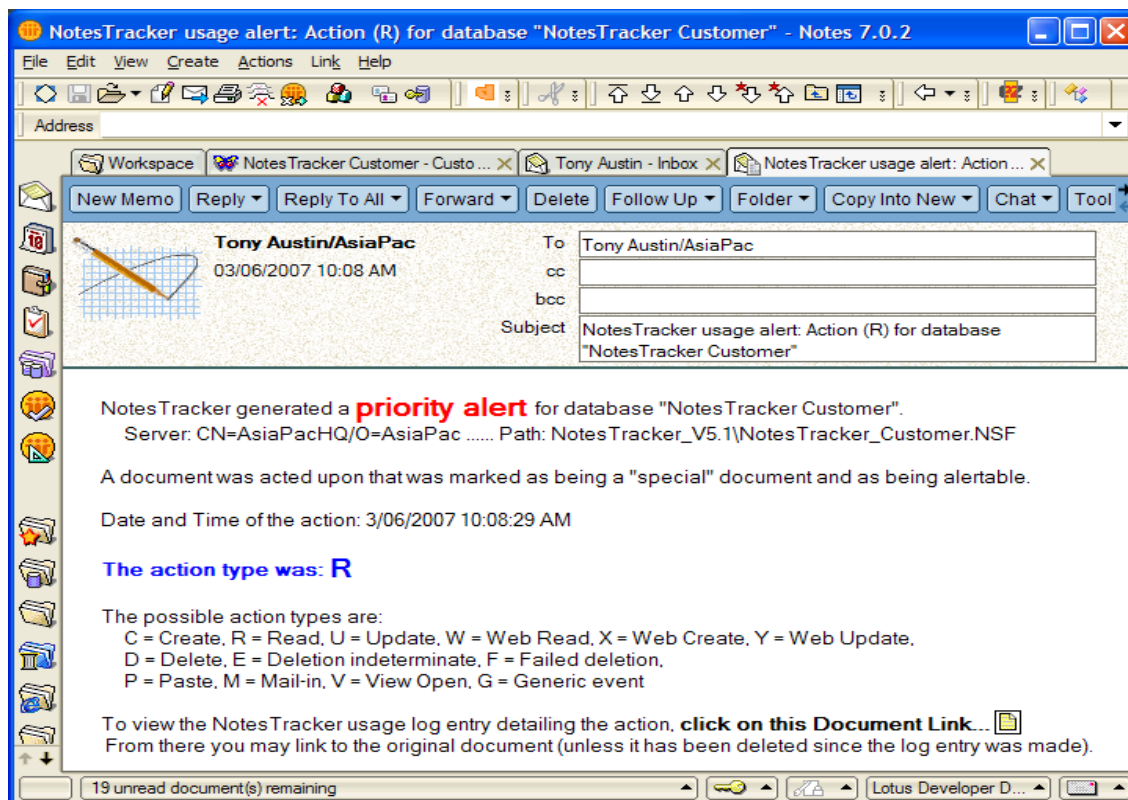 NotesTracker usage alert: Action (R) for database "NotesTracker Customer" - Notes 7.0.2
File Edit View Create Actions Link Help
Address
Workspace NotesTracker Customer - Custo ... Tony Austin - Inbox NotesTracker usage alert: Action ...
New Memo Reply Reply To All Forward Delete Follow Up Folder Copy Into New Chat Tool
Tony Austin/AsiaPac To Tony Austin/AsiaPac
03/06/2007 10:08 AM cc
bcc
Subject NotesTracker usage alert: Action (R) for database
"NotesTracker Customer"
NotesTracker generated a priority alert for database "NotesTracker Customer".
Server: CN=AsiaPacHQ/O=AsiaPac ...... Path: NotesTracker_V5.1\NotesTracker_Customer.NSF
A document was acted upon that was marked as being a "special" document and as being alertable.
Date and Time of the action: 3/06/2007 10:08:29 AM
The action type was: R
The possible action types are:
C = Create, R = Read, U = Update, W = Web Read, X = Web Create, Y = Web Update,
D = Delete, E = Deletion indeterminate, F = Failed deletion,
P = Paste, M = Mail-in, V = View Open, G = Generic event
To view the NotesTracker usage log entry detailing the action, click on this Document Link...
From there you may link to the original document (unless it has been deleted since the log entry was made).
19 unread document(s) remaining Lotus Developer D...